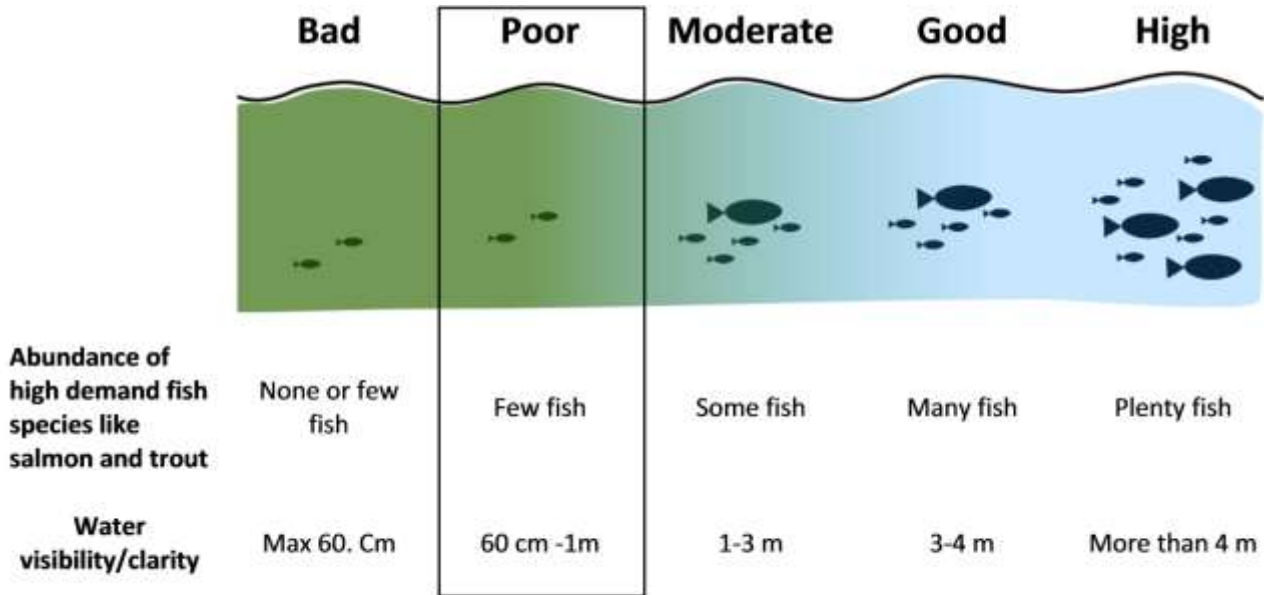 Bad Poor Moderate Good High
Abundance of
high demand fish
species like
salmon and trout
None or few
fish
Few fish
Some fish
Many fish
Plenty fish
Water
visibility/clarity
Max 60. Cm
60 cm -1m
1-3 m
3-4 m
More than 4 m